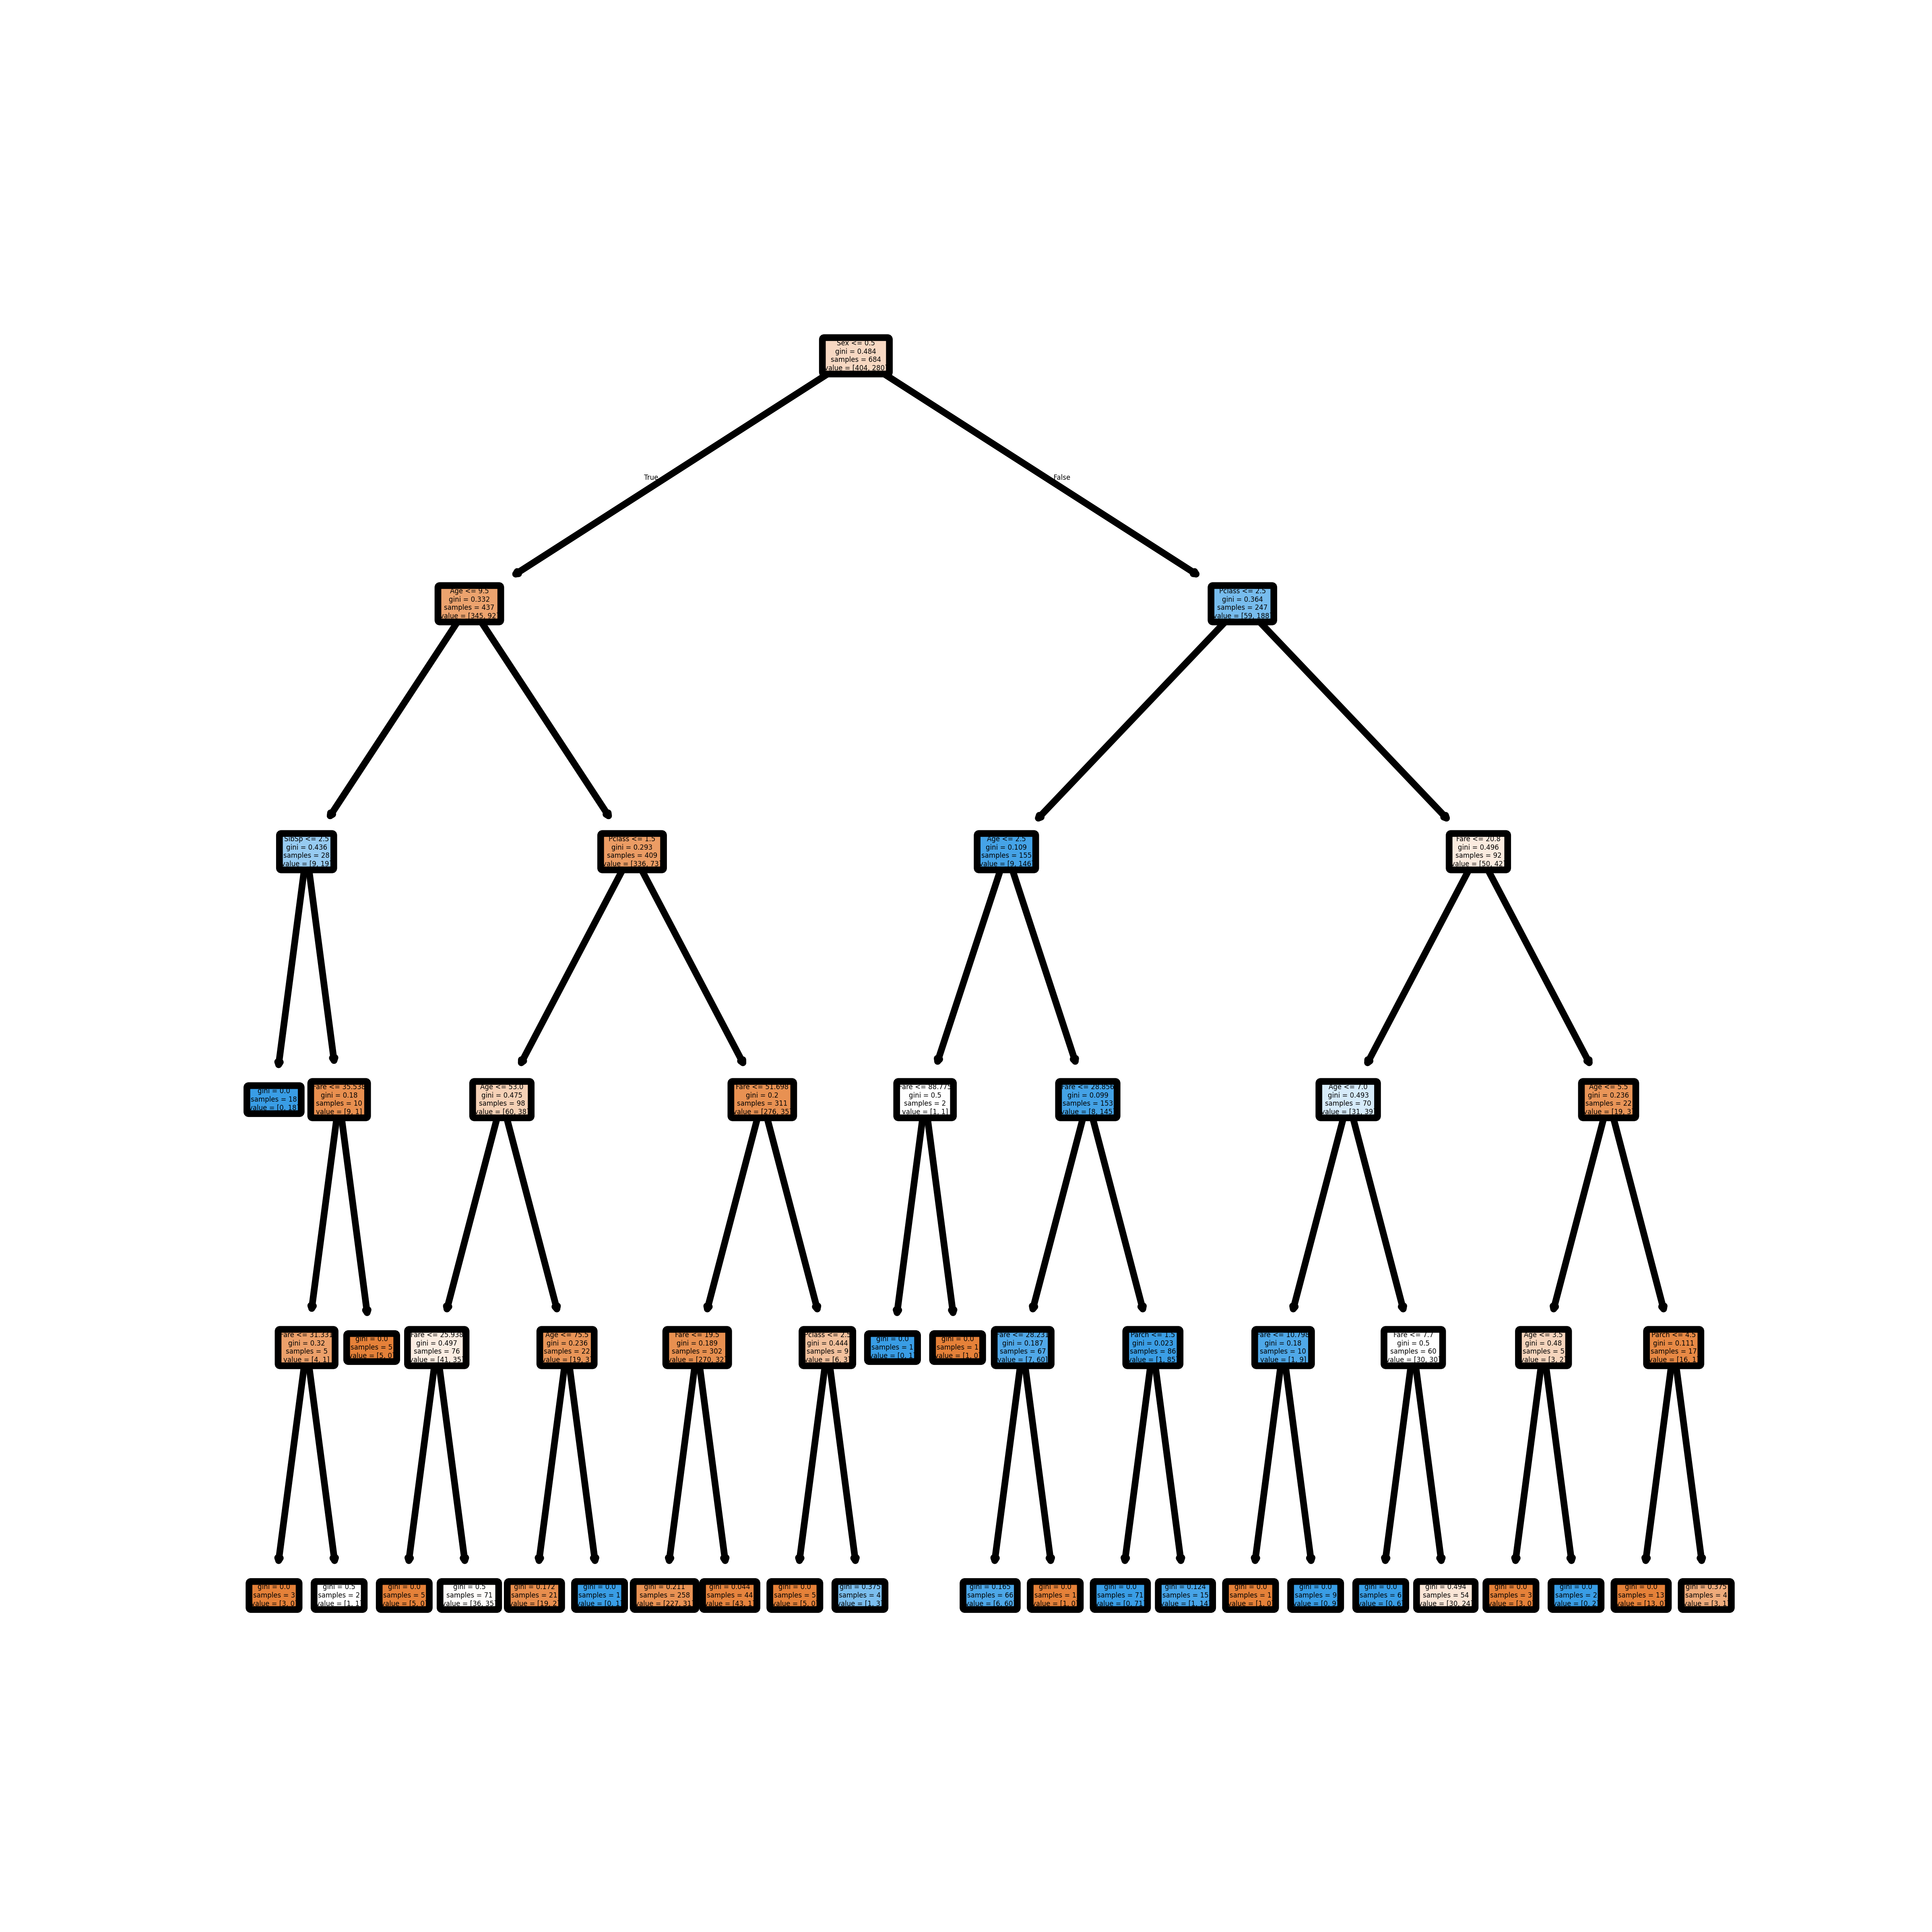 Sex <= 0.5
gini = 0.484
samples = 684
value = [404, 280
True
False
Age <= 9.5
gini = 0.332
samples = 437
value = [345, 92
Pclass <= 2.5
gini = 0.364
samples = 247
value = [59, 188
SibSp <= 2.5
gini = 0.436
samples = 28
value = [9, 19
Pclass <= 1.5
gini = 0.293
samples = 409
value = [336, 73
Age <= 2.5
gini = 0.109
samples = 155
value = [9, 146
Fare <= 20.8
gini = 0.496
samples = 92
value = [50, 42
gini = 0.0
samples = 18
value = [0, 18
Fare <= 35.538
gini = 0.18
samples = 10
value = [9, 1]
Age <= 53.0
gini = 0.475
samples = 98
value = [60, 38
Fare <= 51.698
gini = 0.2
samples = 311
value = [276, 35
Fare <= 88.775
gini = 0.5
samples = 2
value = [1, 1]
Fare <= 28.856
gini = 0.099
samples = 153
value = [8, 145
Age <= 7.0
gini = 0.493
samples = 70
value = [31, 39
Age <= 5.5
gini = 0.236
samples = 22
value = [19, 3
Fare <= 31.331
gini = 0.32
samples = 5
value = [4, 1]
gini = 0.0
samples = 5
value = [5, 0
Fare <= 25.938
gini = 0.497
samples = 76
value = [41, 35
Age <= 75.5
gini = 0.236
samples = 22
value = [19, 3
Fare <= 19.5
gini = 0.189
samples = 302
value = [270, 32
Pclass <= 2.5
gini = 0.444
samples = 9
value = [6, 3
gini = 0.0
samples = 1
value = [0, 1
gini = 0.0
samples = 1
value = [1, 0
Fare <= 28.231
gini = 0.187
samples = 67
value = [7, 60
Parch <= 1.5
gini = 0.023
samples = 86
value = [1, 85
Fare <= 10.798
gini = 0.18
samples = 10
value = [1, 9]
Fare <= 7.7
gini = 0.5
samples = 60
value = [30, 30
Age <= 3.5
gini = 0.48
samples = 5
value = [3, 2
Parch <= 4.5
gini = 0.111
samples = 17
value = [16, 1
gini = 0.0
samples = 3
value = [3, 0
gini = 0.5
samples = 2
value = [1, 1
gini = 0.0
samples = 5
value = [5, 0
gini = 0.5
samples = 71
value = [36, 35
gini = 0.172
samples = 21
value = [19, 2
gini = 0.0
samples = 1
value = [0, 1
gini = 0.211
samples = 258
value = [227, 31
gini = 0.044
samples = 44
value = [43, 1
gini = 0.0
samples = 5
value = [5, 0
gini = 0.375
samples = 4
value = [1, 3
gini = 0.165
samples = 66
value = [6, 60
gini = 0.0
samples = 1
value = [1, 0
gini = 0.0
samples = 71
value = [0, 71
gini = 0.124
samples = 15
value = [1, 14
gini = 0.0
samples = 1
value = [1, 0
gini = 0.0
samples = 9
value = [0, 9
gini = 0.0
samples = 6
value = [0, 6
gini = 0.494
samples = 54
value = [30, 24
gini = 0.0
samples = 3
value = [3, 0
gini = 0.0
samples = 2
value = [0, 2
gini = 0.0
samples = 13
value = [13, 0
gini = 0.375
samples = 4
value = [3, 1